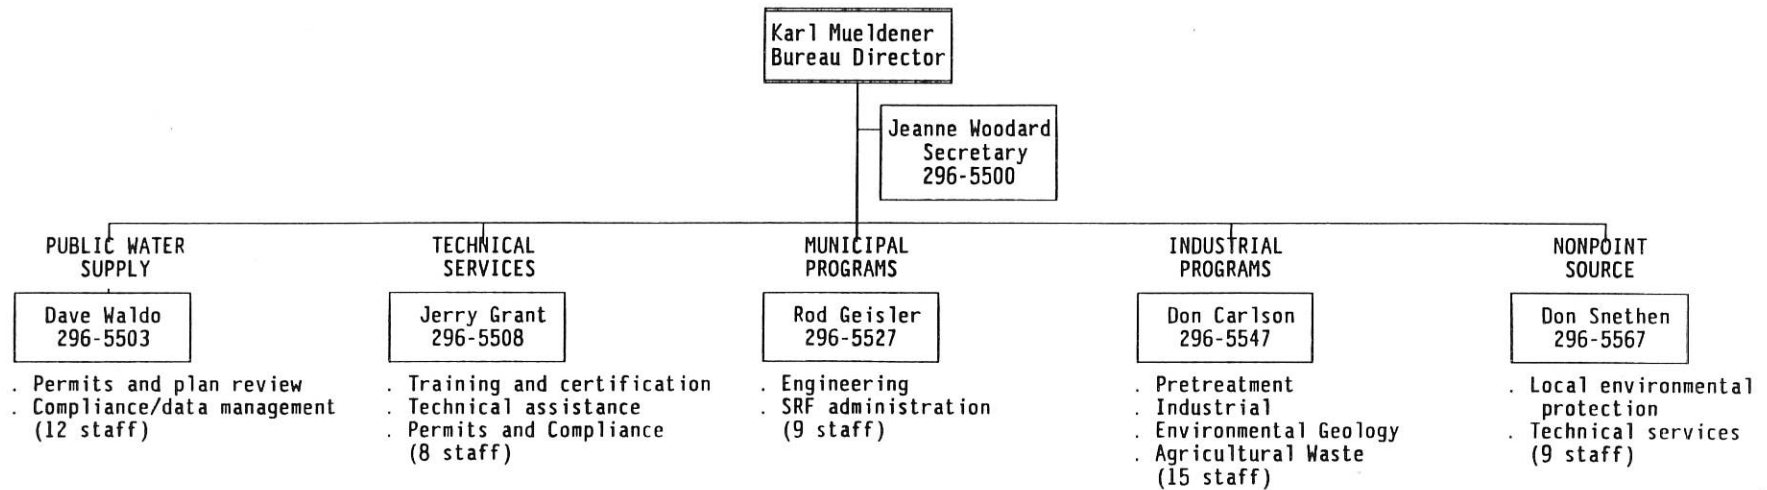 Karl Mueldener
Bureau Director
Jeanne Woodard
Secretary
296-5500
PUBLIC WATER
SUPPLY
Dave Waldo
296-5503
. Permits and plan review
. Compliance/data management
(12 staff)
TECHNICAL
SERVICES
Jerry Grant
296-5508
. Training and certification
. Technical assistance
. Permits and Compliance
(8 staff)
MUNICIPAL
PROGRAMS
Rod Geisler
296-5527
. Engineering
. SRF administration
(9 staff)
INDUSTRIAL
PROGRAMS
Don Carlson
296-5547
. Pretreatment
. Industrial
. Environmental Geology
. Agricultural Waste
(15 staff)
NONPOINT
SOURCE
Don Snethen
296-5567
. Local environmental
protection
. Technical services
(9 staff)